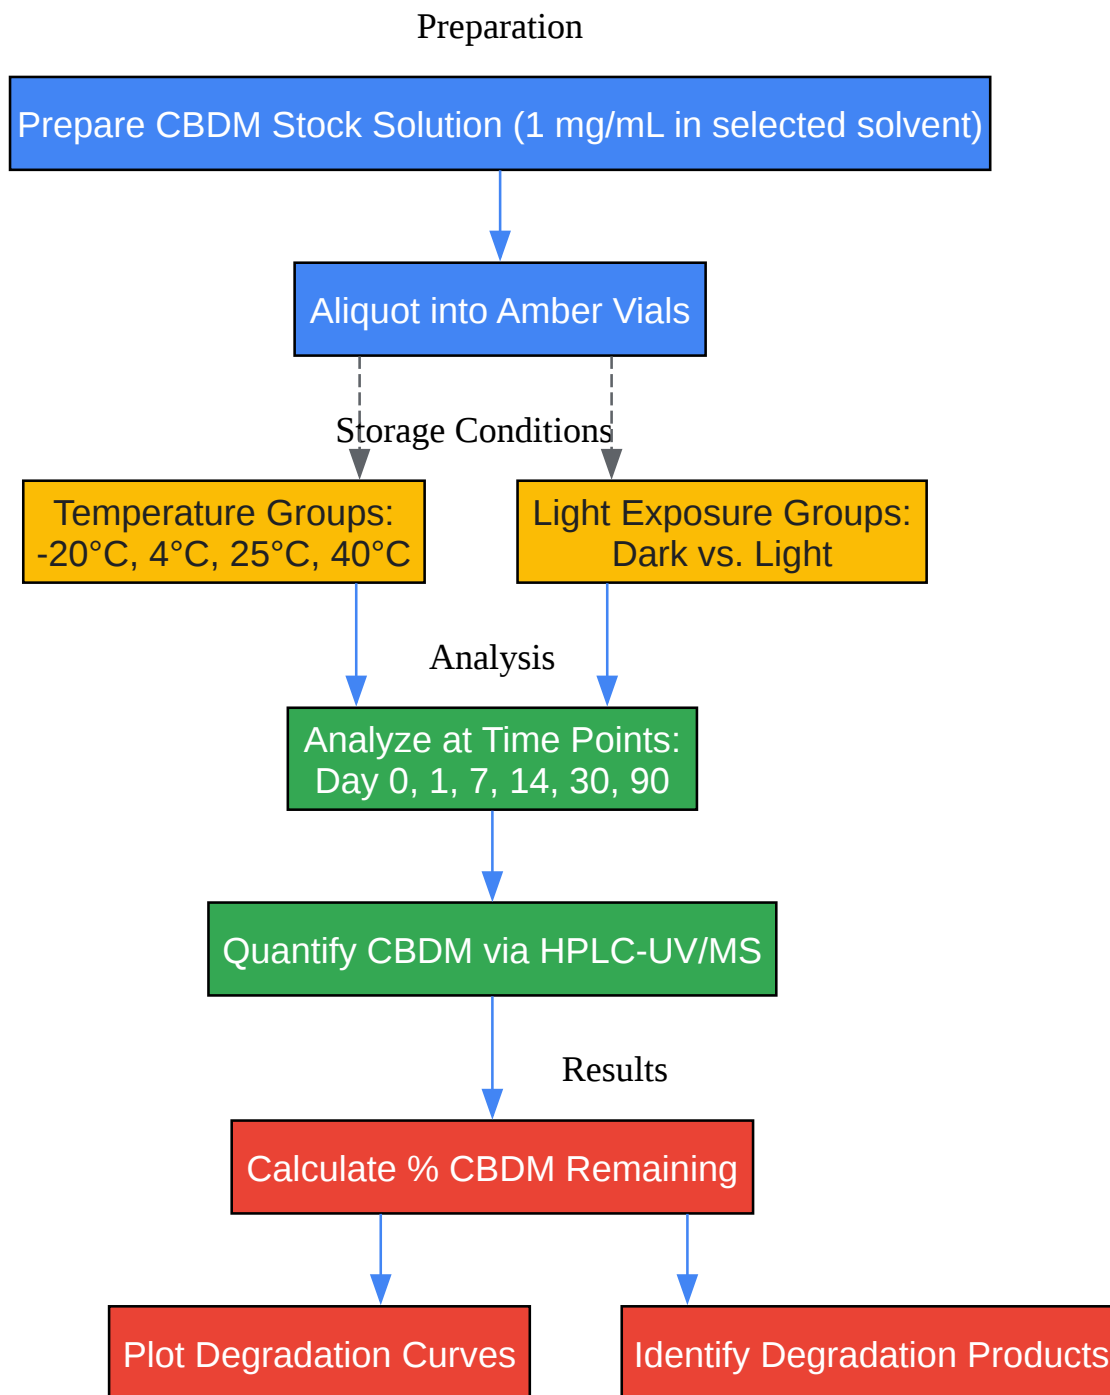 Preparation
Prepare CBDM Stock Solution (1 mg/mL in selected solvent)
Aliquot into Amber Vials
Storage Conditions
Temperature Groups:
-20°C, 4°C, 25°C, 40°C
Light Exposure Groups:
Dark vs. Light
Analysis
Analyze at Time Points:
Day 0, 1, 7, 14, 30, 90
Quantify CBDM via HPLC-UV/MS
Results
Calculate % CBDM Remaining
Plot Degradation Curves
Identify Degradation Products